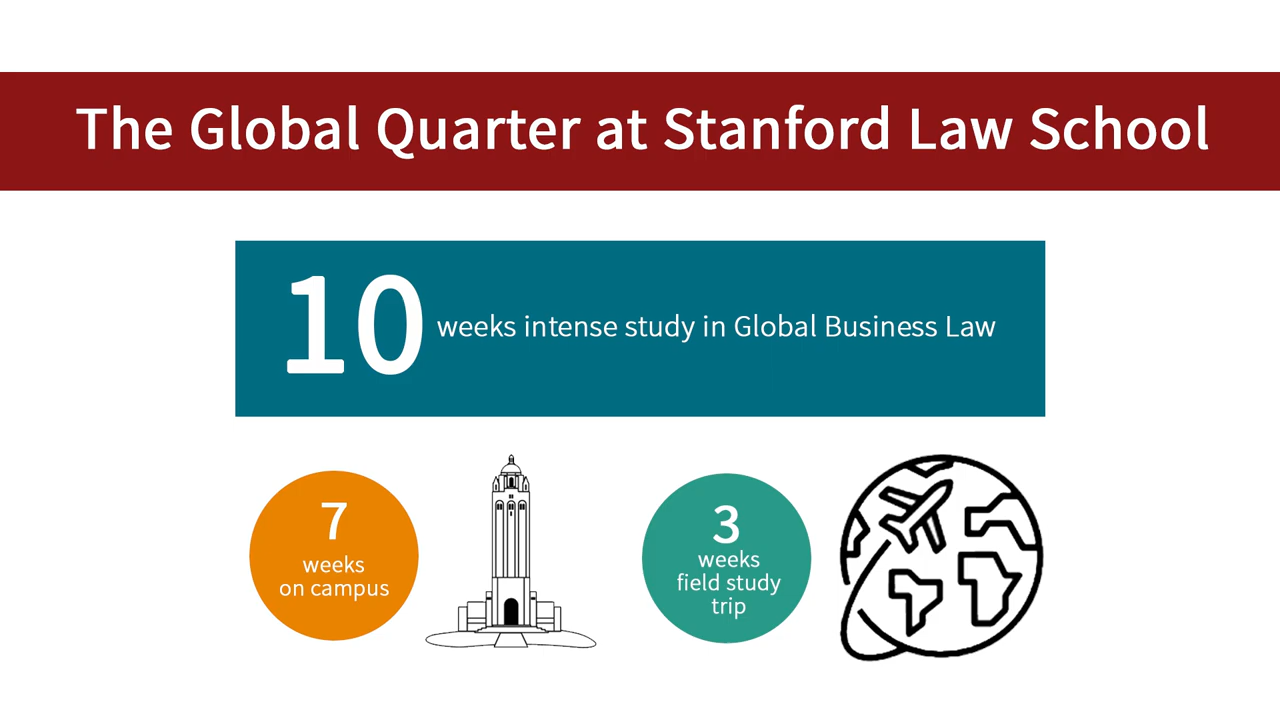 The Global Quarter at Stanford Law School
10 weeks intense study in Global Business Law
7
weeks
on campus
3
weeks
field study
trip